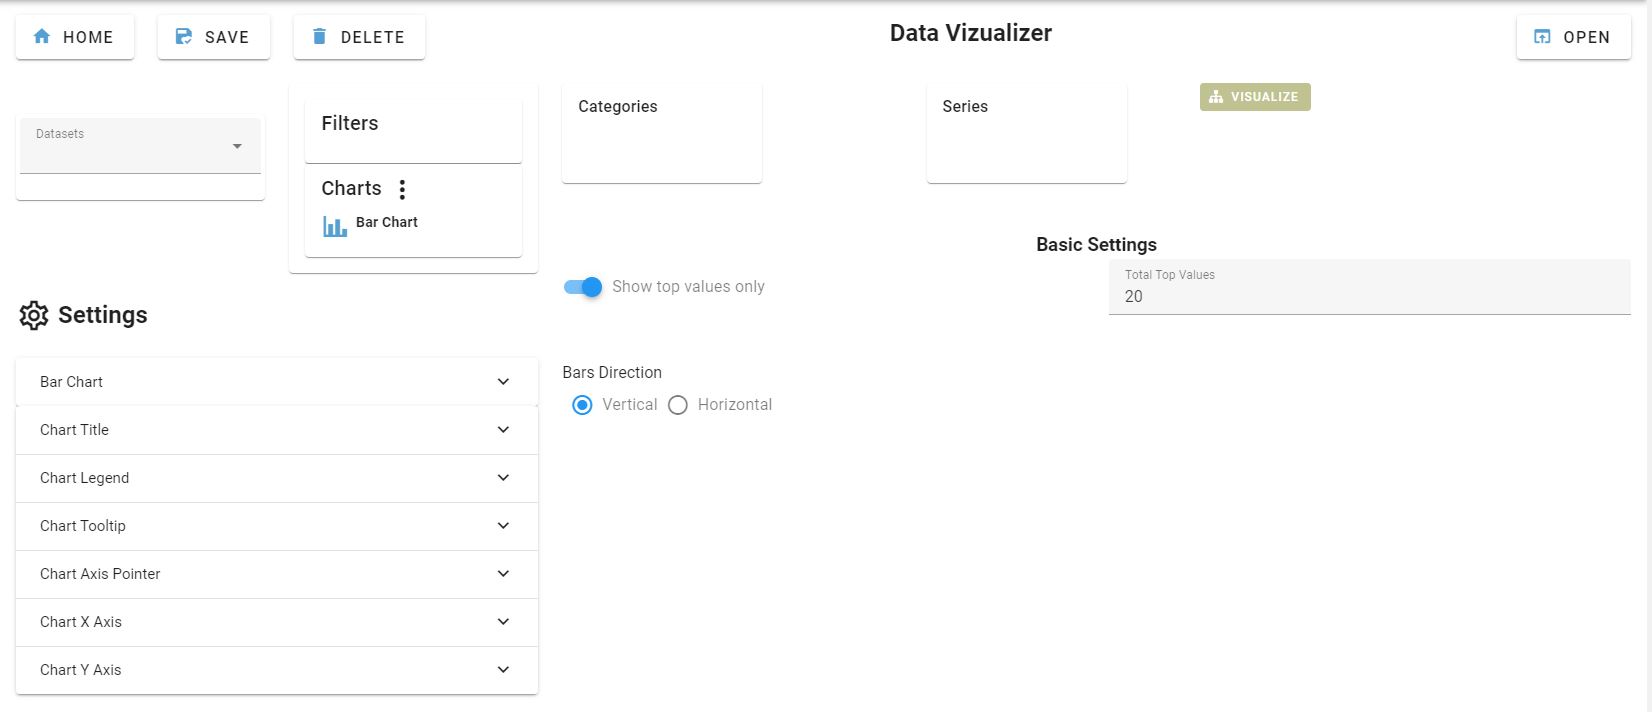 HOME
SAVE
DELETE
Data Vizualizer
OPEN
Datasets
Filters
Charts
Bar Chart
Categories
Series
VISUALIZE
Basic Settings
Show top values only
Total Top Values
20
Settings
Bar Chart
Chart Title
Chart Legend
Chart Tooltip
Chart Axis Pointer
Chart X Axis
Chart Y Axis
Bars Direction
Vertical Horizontal